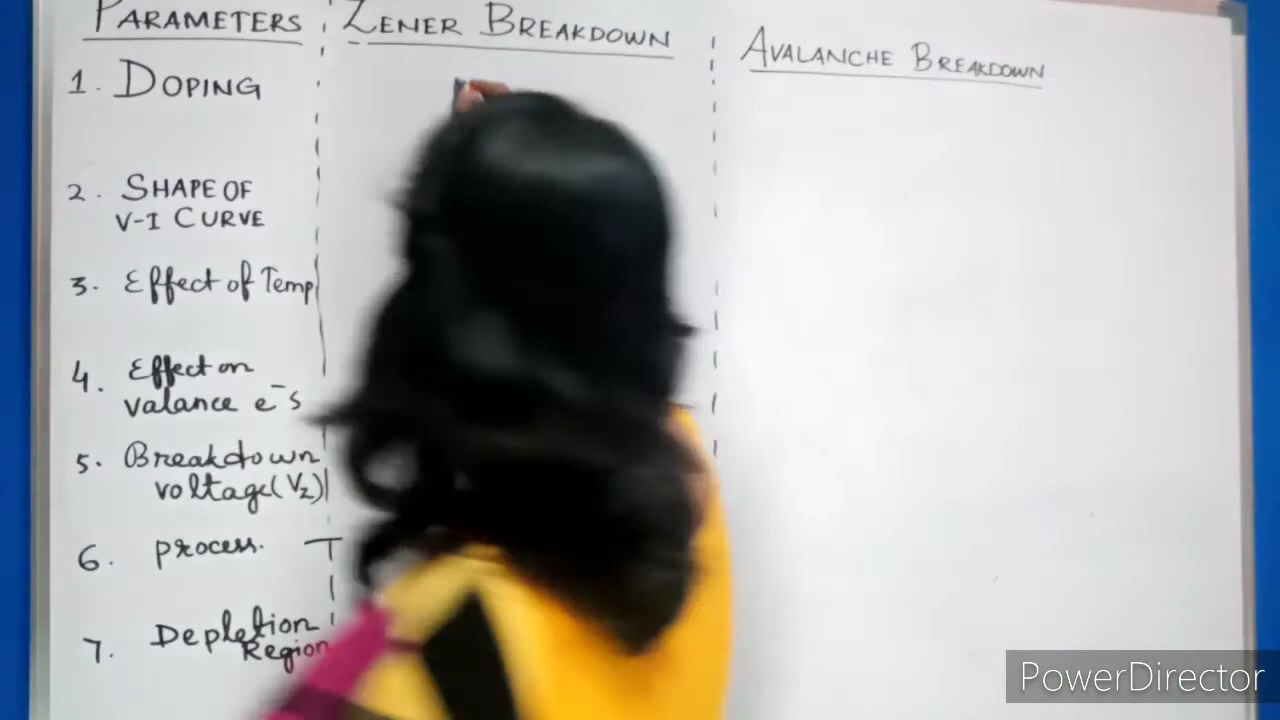 PARAMETERS
ZENER BREAKDOWN
AVALANCHE BREAKDOWN
1. DOPING
2. SHAPE OF
V-I CURVE
3. Effect of Temp
4. Effect on
valance e⁻s
5. Breakdown
voltage (Vz)
6. process.
7. Depletion
Region
PowerDirector